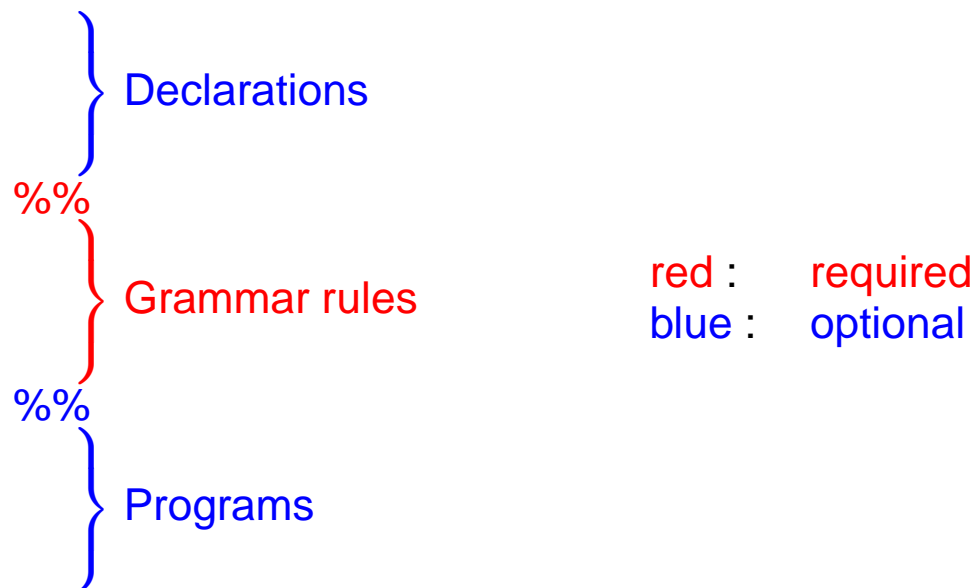 Declarations
%%
Grammar rules
red : required
blue : optional
%%
Programs